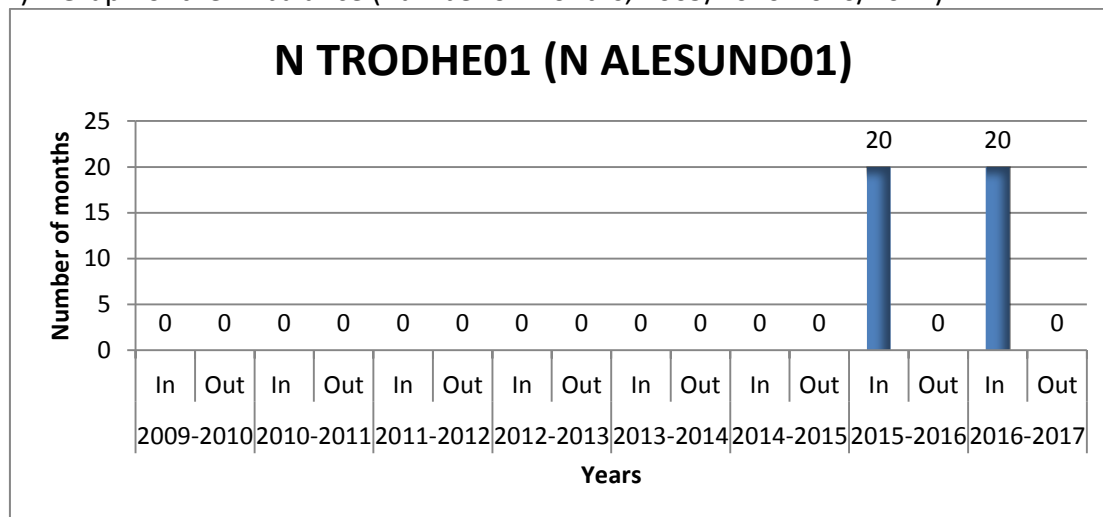 N TRODHE01 (N ALESUND01)
25
20
15
10
5
0
Number of months
0 0 0 0 0 0 0 0 0 0 0 0 20 0 20 0
In Out In Out In Out In Out In Out In Out In Out In Out
2009-2010 2010-2011 2011-2012 2012-2013 2013-2014 2014-2015 2015-2016 2016-2017
Years